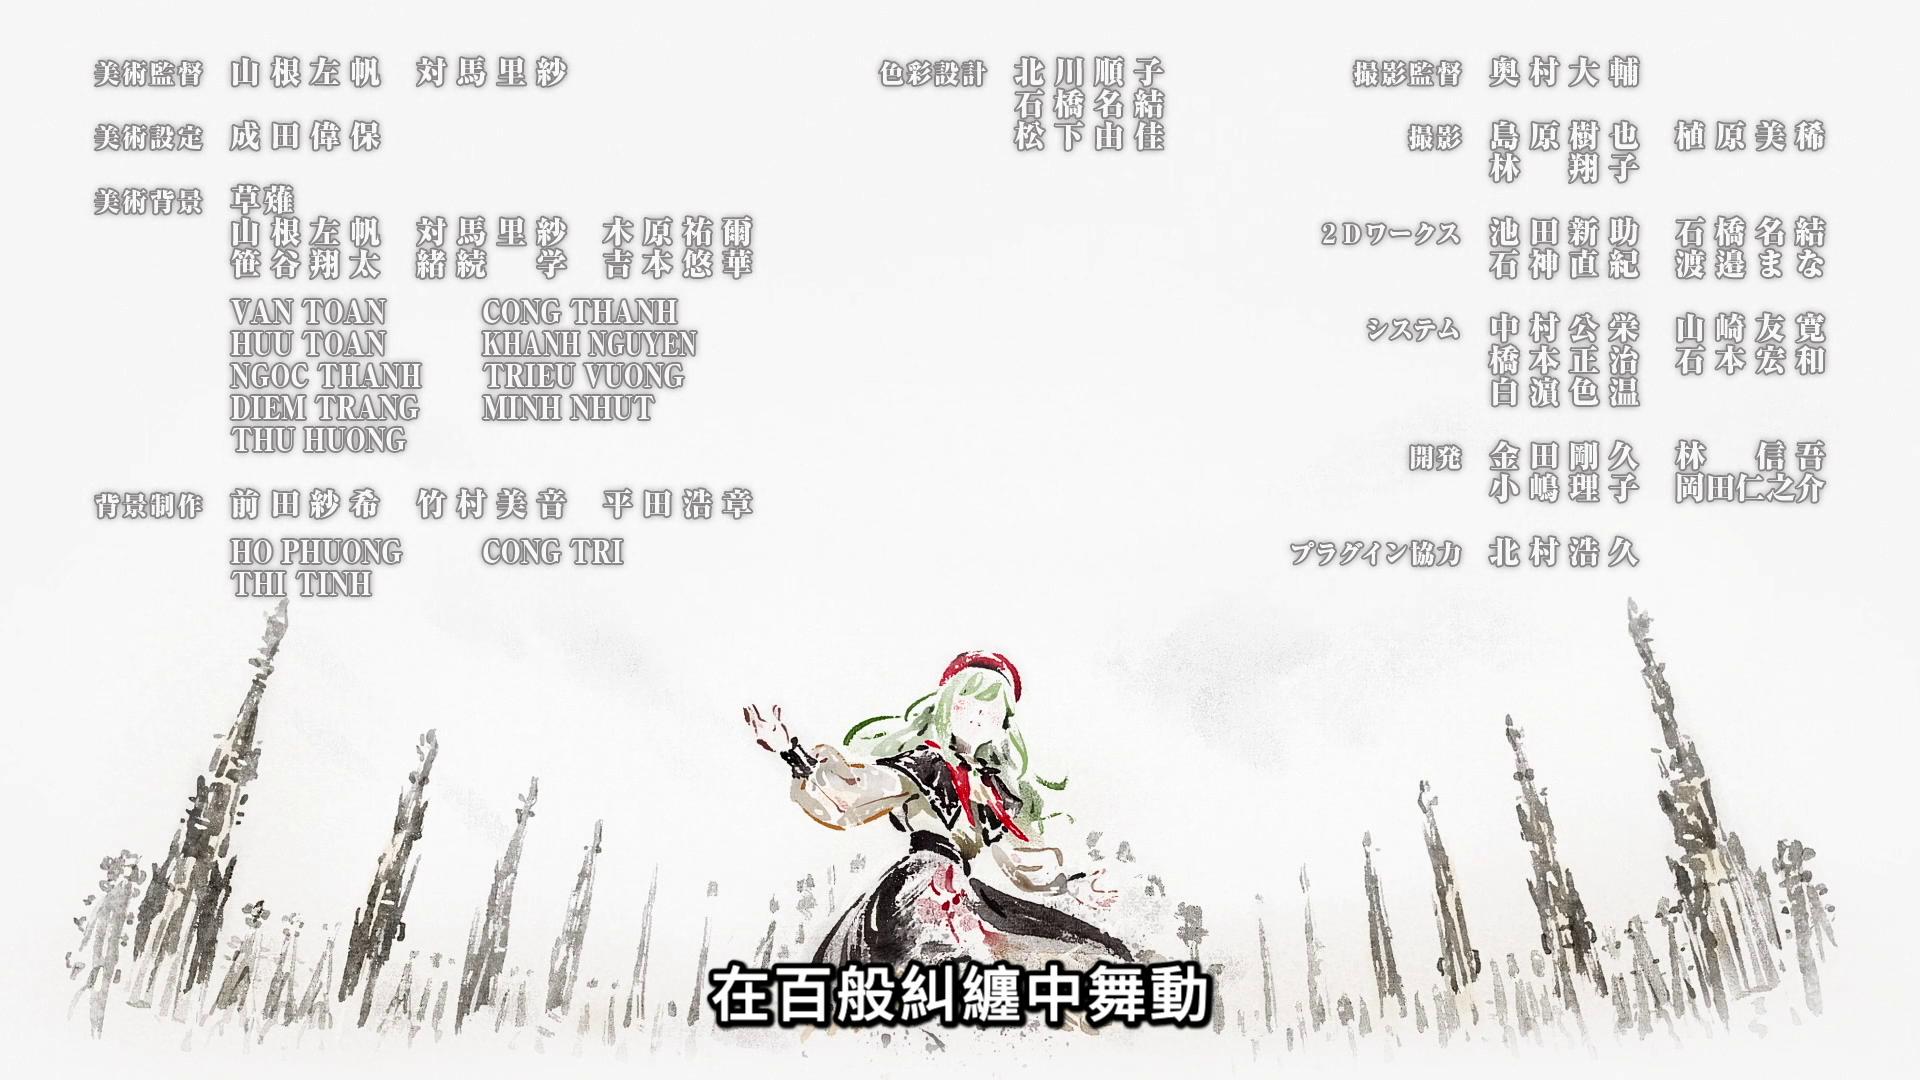 美術監督 山根左帆 対馬里紗
美術設定 成田偉保
美術背景 草薙
山根左帆 対馬里紗 木原祐爾
笹谷翔太 緒続 学 吉本悠華
VAN TOAN CONG THANH
HUU TOAN KHANH NGUYEN
NGOC THANH TRIEU VUONG
DIEM TRANG MINH NHUT
THU HUONG
背景制作 前田紗希 竹村美音 平田浩章
HO PHUONG CONG TRI
THI TINH
色彩設計 北川順子
石橋名結
松下由佳
撮影監督 奥村大輔
撮影 島原樹也 植原美稀
林 翔子
2Dワークス 池田新助 石橋名結
石神直紀 渡邉まな
システム 中村公栄 山崎友寛
橋本正治 石本宏和
白濵色温
開発 金田剛久 林 信吾
小嶋理子 岡田仁之介
プラグイン協力 北村浩久
在百般糾纏中舞動